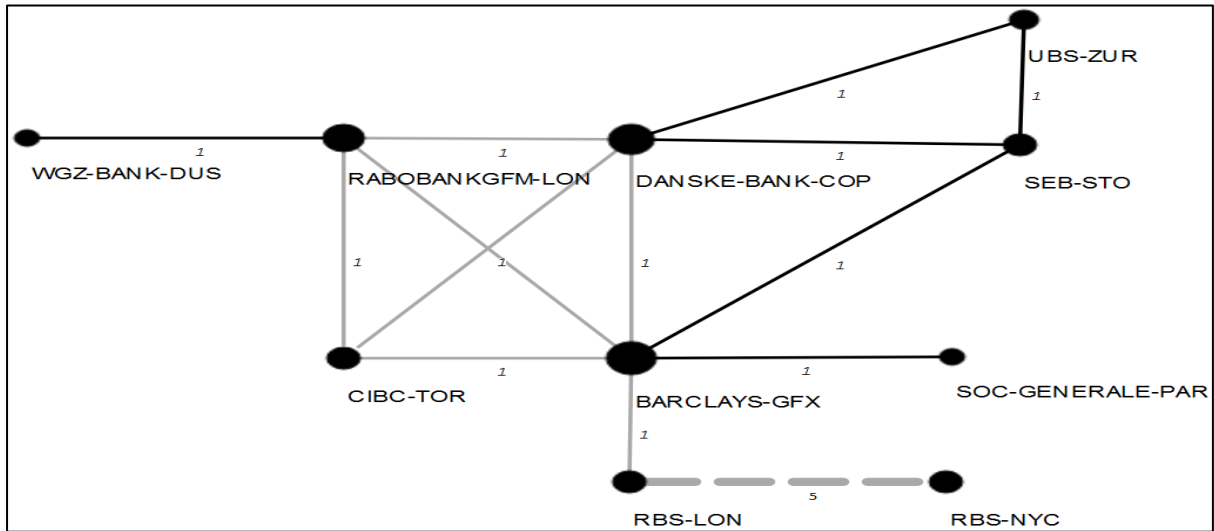 UBS-ZUR
1
1
1
1
1
WGZ-BANK-DUS
RABOBANKGFM-LON
DANSKE-BANK-COP
SEB-STO
1
1
1
1
1
1
1
CIBC-TOR
BARCLAYS-GFX
SOC-GENERALE-PAR
1
5
RBS-LON
RBS-NYC